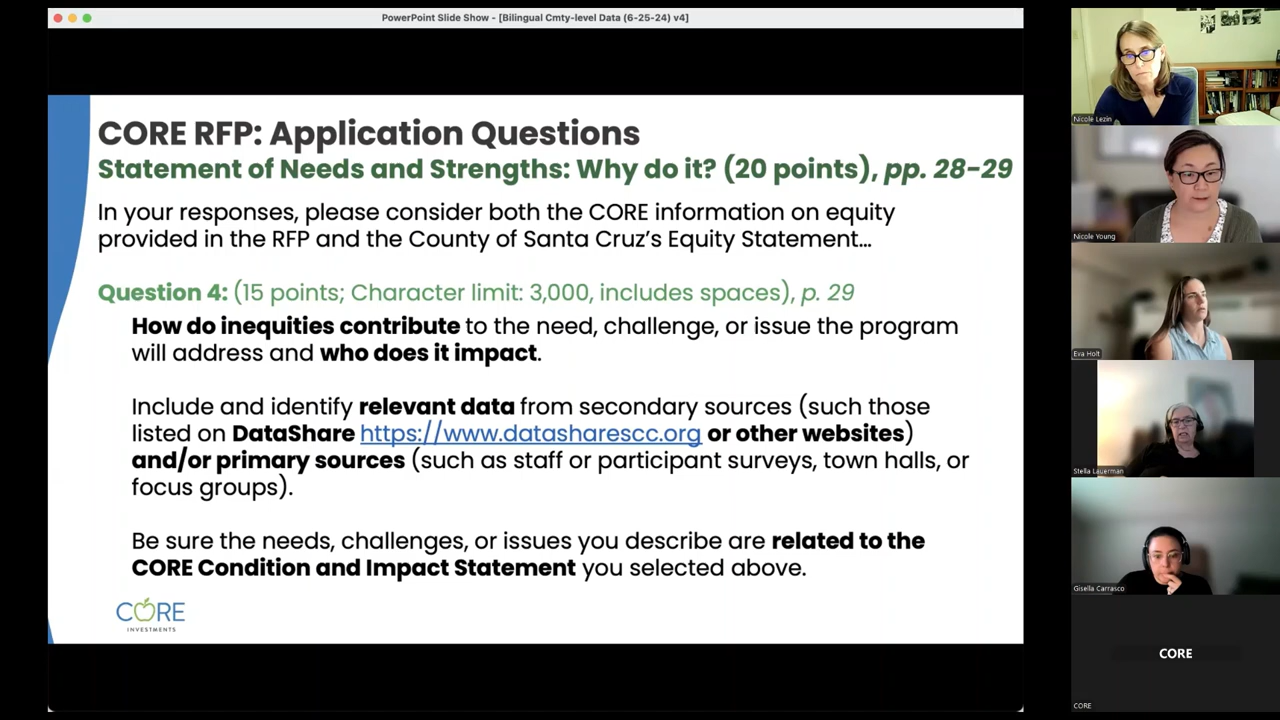 PowerPoint Slide Show - [Bilingual Cmty-level Data (6-25-24) v4]
CORE RFP: Application Questions
Statement of Needs and Strengths: Why do it? (20 points), pp. 28-29
In your responses, please consider both the CORE information on equity
provided in the RFP and the County of Santa Cruz's Equity Statement...
Question 4: (15 points; Character limit: 3,000, includes spaces), p. 29
How do inequities contribute to the need, challenge, or issue the program
will address and who does it impact.
Include and identify relevant data from secondary sources (such those
listed on DataShare https://www.datasharescc.org or other websites)
and/or primary sources (such as staff or participant surveys, town halls, or
focus groups).
Be sure the needs, challenges, or issues you describe are related to the
CORE Condition and Impact Statement you selected above.
CORE
INVESTMENTS
Nicole Lezin
Nicole Young
Eva Holt
Stella Lauerman
Gisella Carrasco
CORE
CORE